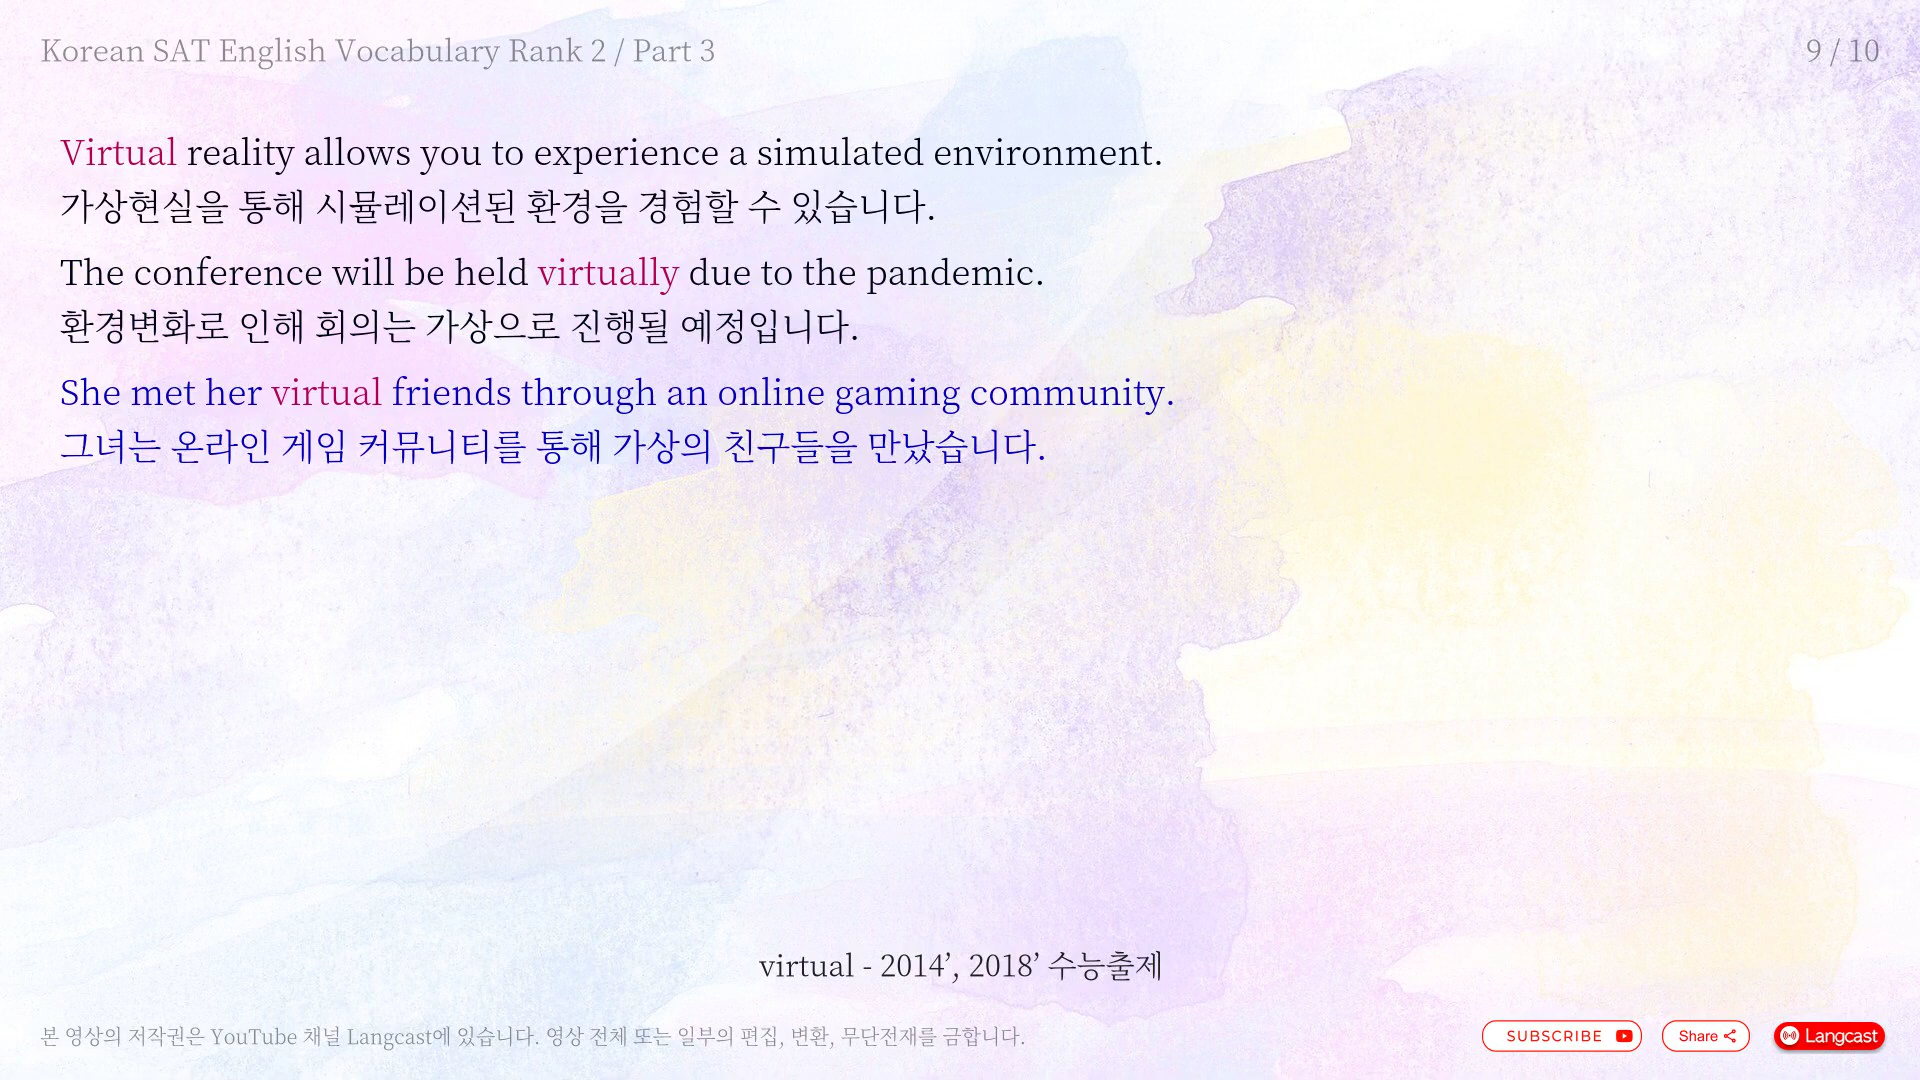 Korean SAT English Vocabulary Rank 2 / Part 3
9 / 10
Virtual reality allows you to experience a simulated environment.
가상현실을 통해 시뮬레이션된 환경을 경험할 수 있습니다.
The conference will be held virtually due to the pandemic.
환경변화로 인해 회의는 가상으로 진행될 예정입니다.
She met her virtual friends through an online gaming community.
그녀는 온라인 게임 커뮤니티를 통해 가상의 친구들을 만났습니다.
virtual - 2014’, 2018’ 수능출제
본 영상의 저작권은 YouTube 채널 Langcast에 있습니다. 영상 전체 또는 일부의 편집, 변환, 무단전재를 금합니다.
SUBSCRIBE
Share
Langcast